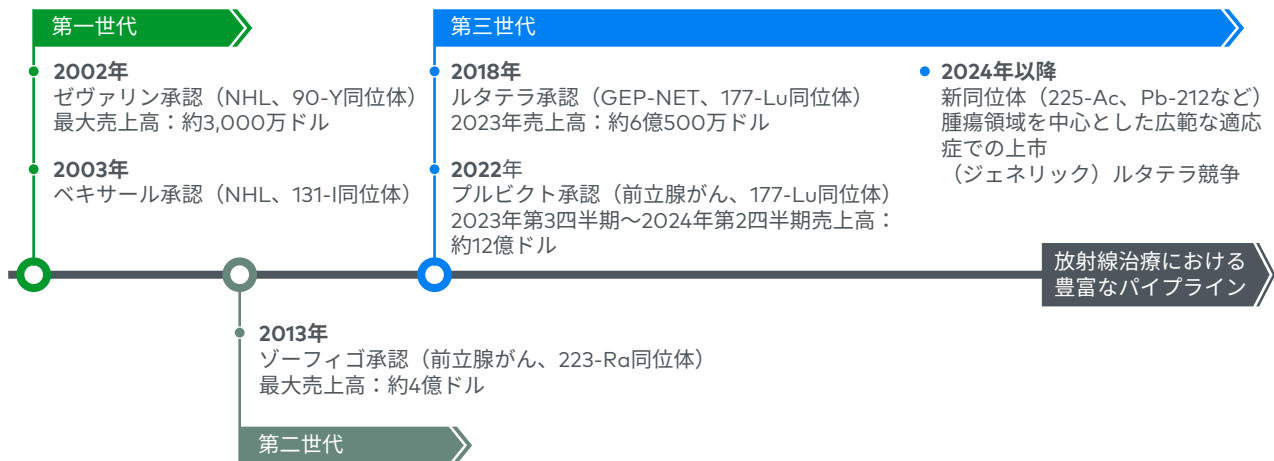 第一世代
2002年
ゼヴァリン承認（NHL、90-Y同位体）
最大売上高：約3,000万ドル
2003年
ベキサール承認（NHL、131-I同位体）
第三世代
2018年
ルタテラ承認（GEP-NET、177-Lu同位体）
2023年売上高：約6億500万ドル
2022年
プルビクト承認（前立腺がん、177-Lu同位体）
2023年第3四半期～2024年第2四半期売上高：
約12億ドル
2024年以降
新同位体（225-Ac、Pb-212など）
腫瘍領域を中心とした広範な適応
症での上市
（ジェネリック）ルタテラ競争
放射線治療における
豊富なパイプライン
2013年
ゾーフィゴ承認（前立腺がん、223-Ra同位体）
最大売上高：約4億ドル
第二世代